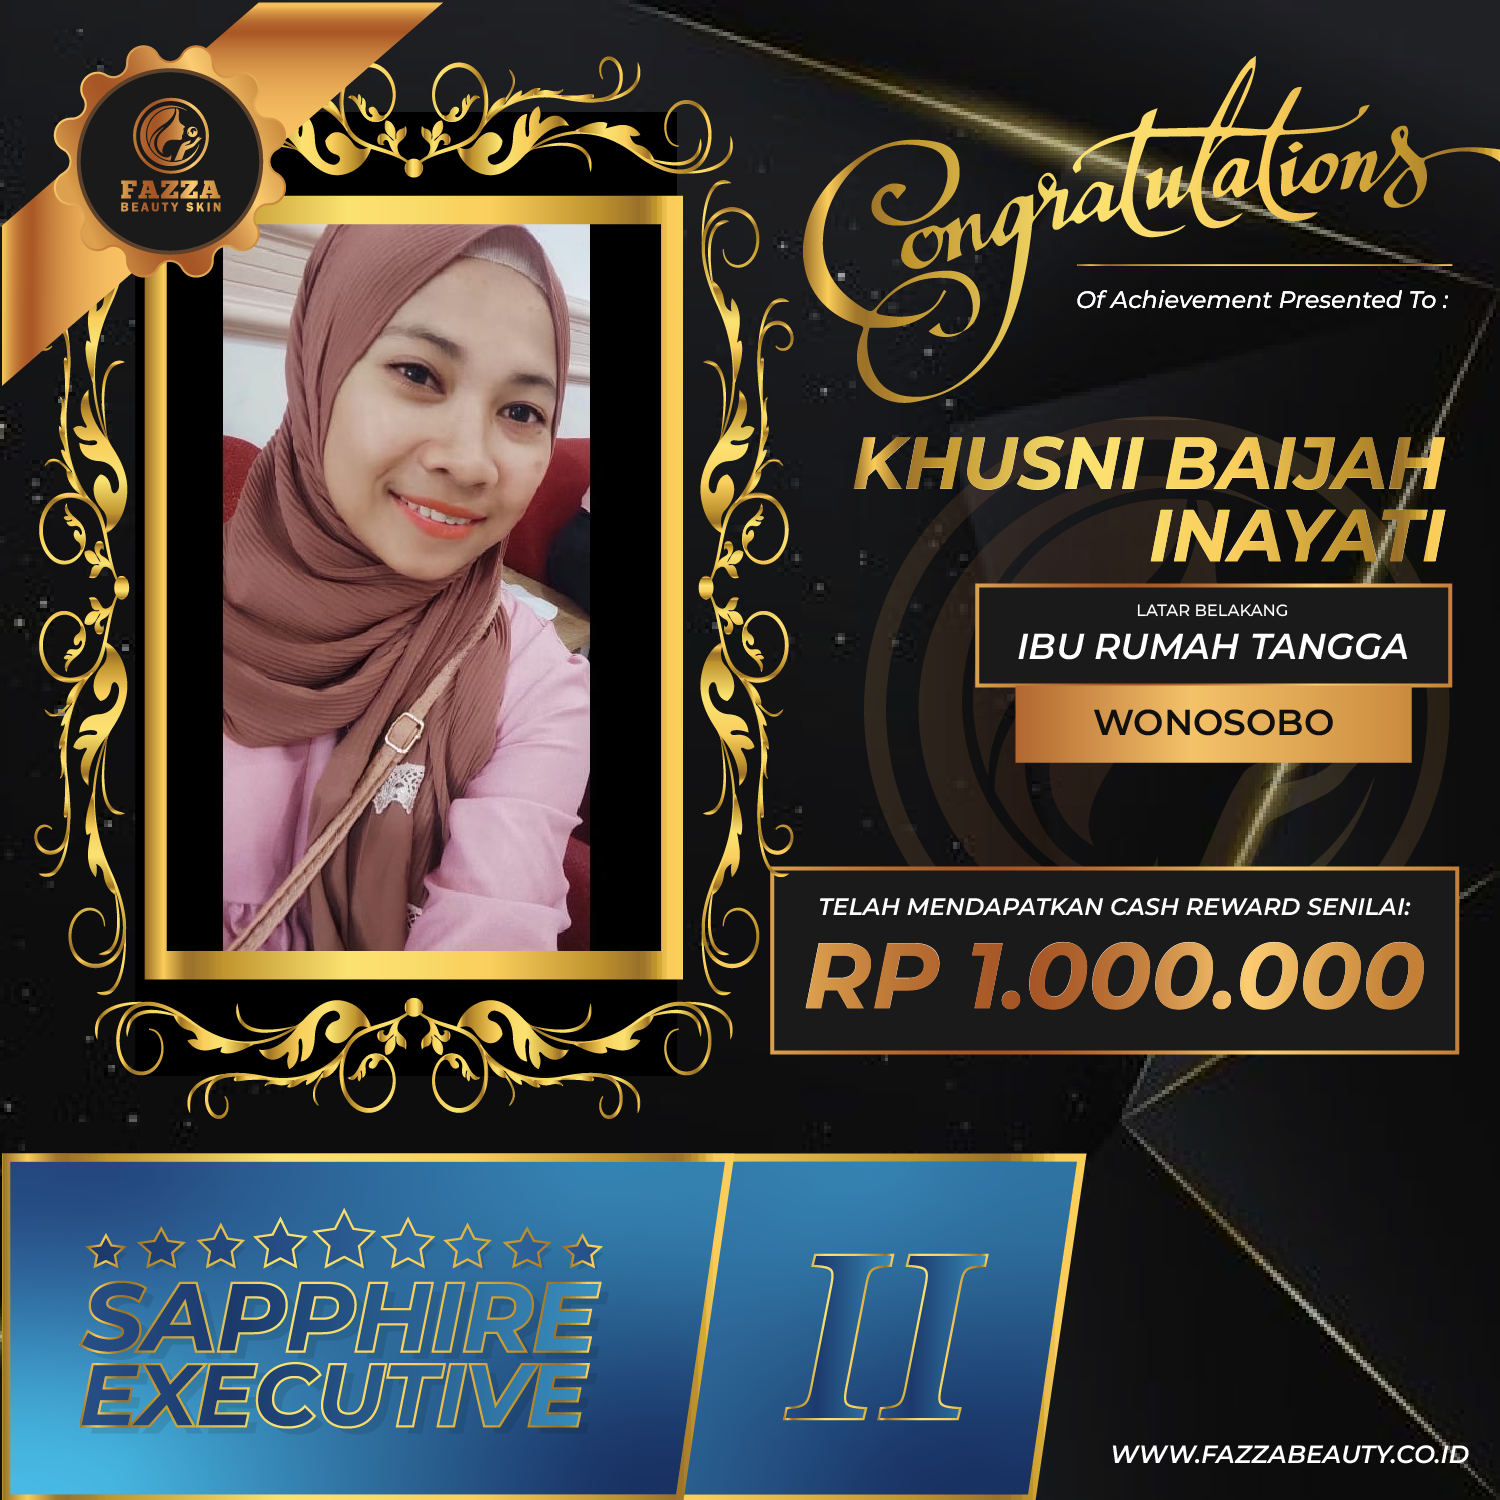 FAZZA
BEAUTY SKIN
Congratulations
Of Achievement Presented To :
KHUSNI BAIJAH
INAYATI
LATAR BELAKANG
IBU RUMAH TANGGA
WONOSOBO
TELAH MENDAPATKAN CASH REWARD SENILAI:
RP 1.000.000
SAPPHIRE
EXECUTIVE
II
WWW.FAZZABEAUTY.CO.ID